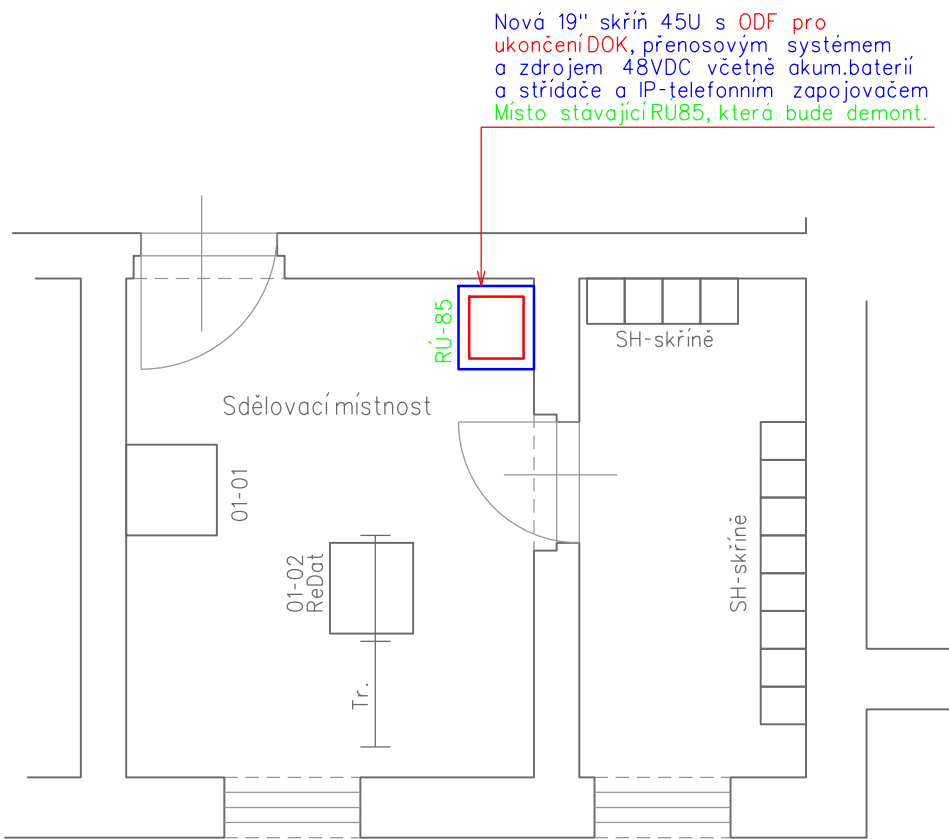 Nová 19" skříň 45U s ODF pro
ukončení DOK, přenosovým systémem
a zdrojem 48VDC včetně akum.baterií
a střídače a IP-telefonním zapojovačem
Místo stávající RU85, která bude demont.
RÚ-85
SH-skříně
Sdělovací místnost
01-01
SH-skříně
01-02
ReDat
Tr.